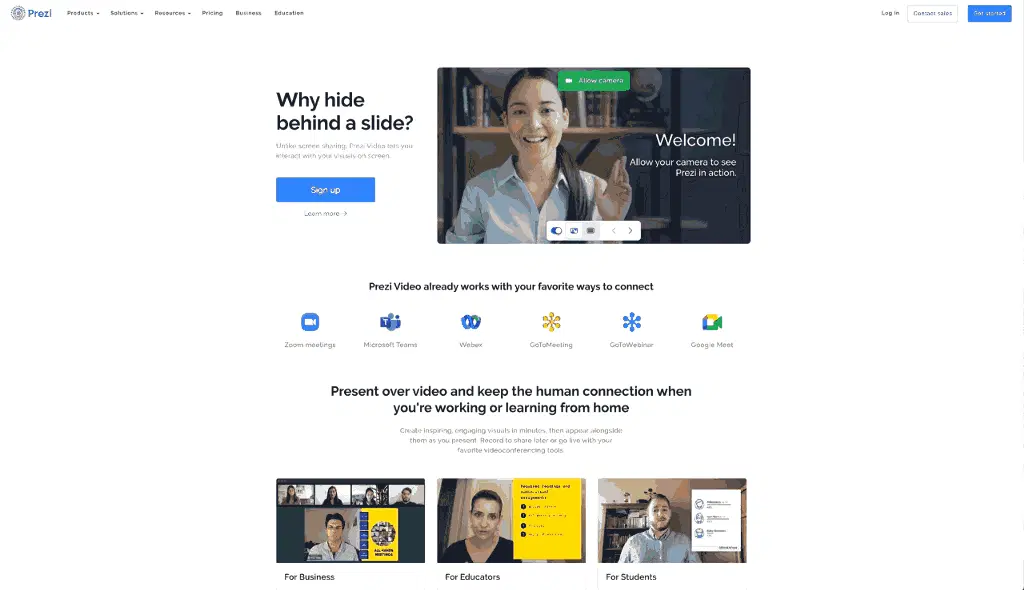 Prezi
Products
Solutions
Resources
Pricing
Business
Education
Log in
Contact sales
Get started
Why hide
behind a slide?
Unlike screen sharing, Prezi Video lets you
interact with your visuals on screen.
Sign up
Learn more
Allow camera
Welcome!
Allow your camera to see
Prezi in action.
Prezi Video already works with your favorite ways to connect
Zoom meetings
Microsoft Teams
Webex
GoToMeeting
GoToWebinar
Google Meet
Present over video and keep the human connection when
you're working or learning from home
Create inspiring, engaging visuals in minutes, then appear alongside
them as you present. Record to share later or go live with your
favorite videoconferencing tools.
ALL HANDS
MEETINGS
For Business
For Educators
For Students